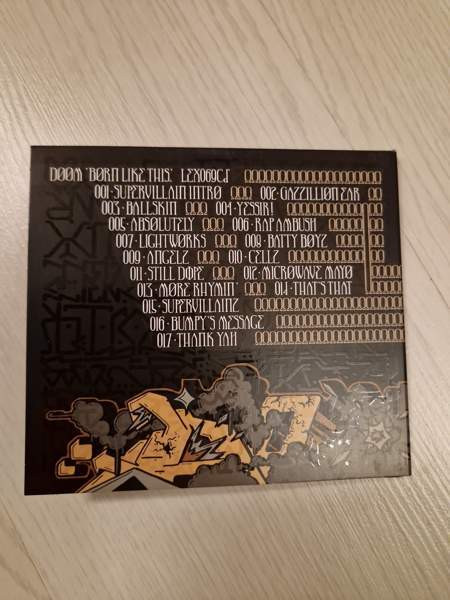 DOOM "BORN LIKE THIS" LEX069CJ
001 · SUPERVILLAIN INTRO 002 · GAZZILLION EAR
003 · BALLSKIN 004 · YESSIR!
005 · ABSOLUTELY 006 · RAP AMBUSH
007 · LIGHTWORKS 008 · BATTY BOYZ
009 · ANGELZ 010 · CELLZ
011 · STILL DOPE 012 · MICROWAVE MAYO
013 · MORE RHYMIN' 014 · THAT'S THAT
015 · SUPERVILLAINZ
016 · BUMPY'S MESSAGE
017 · THANK YAH